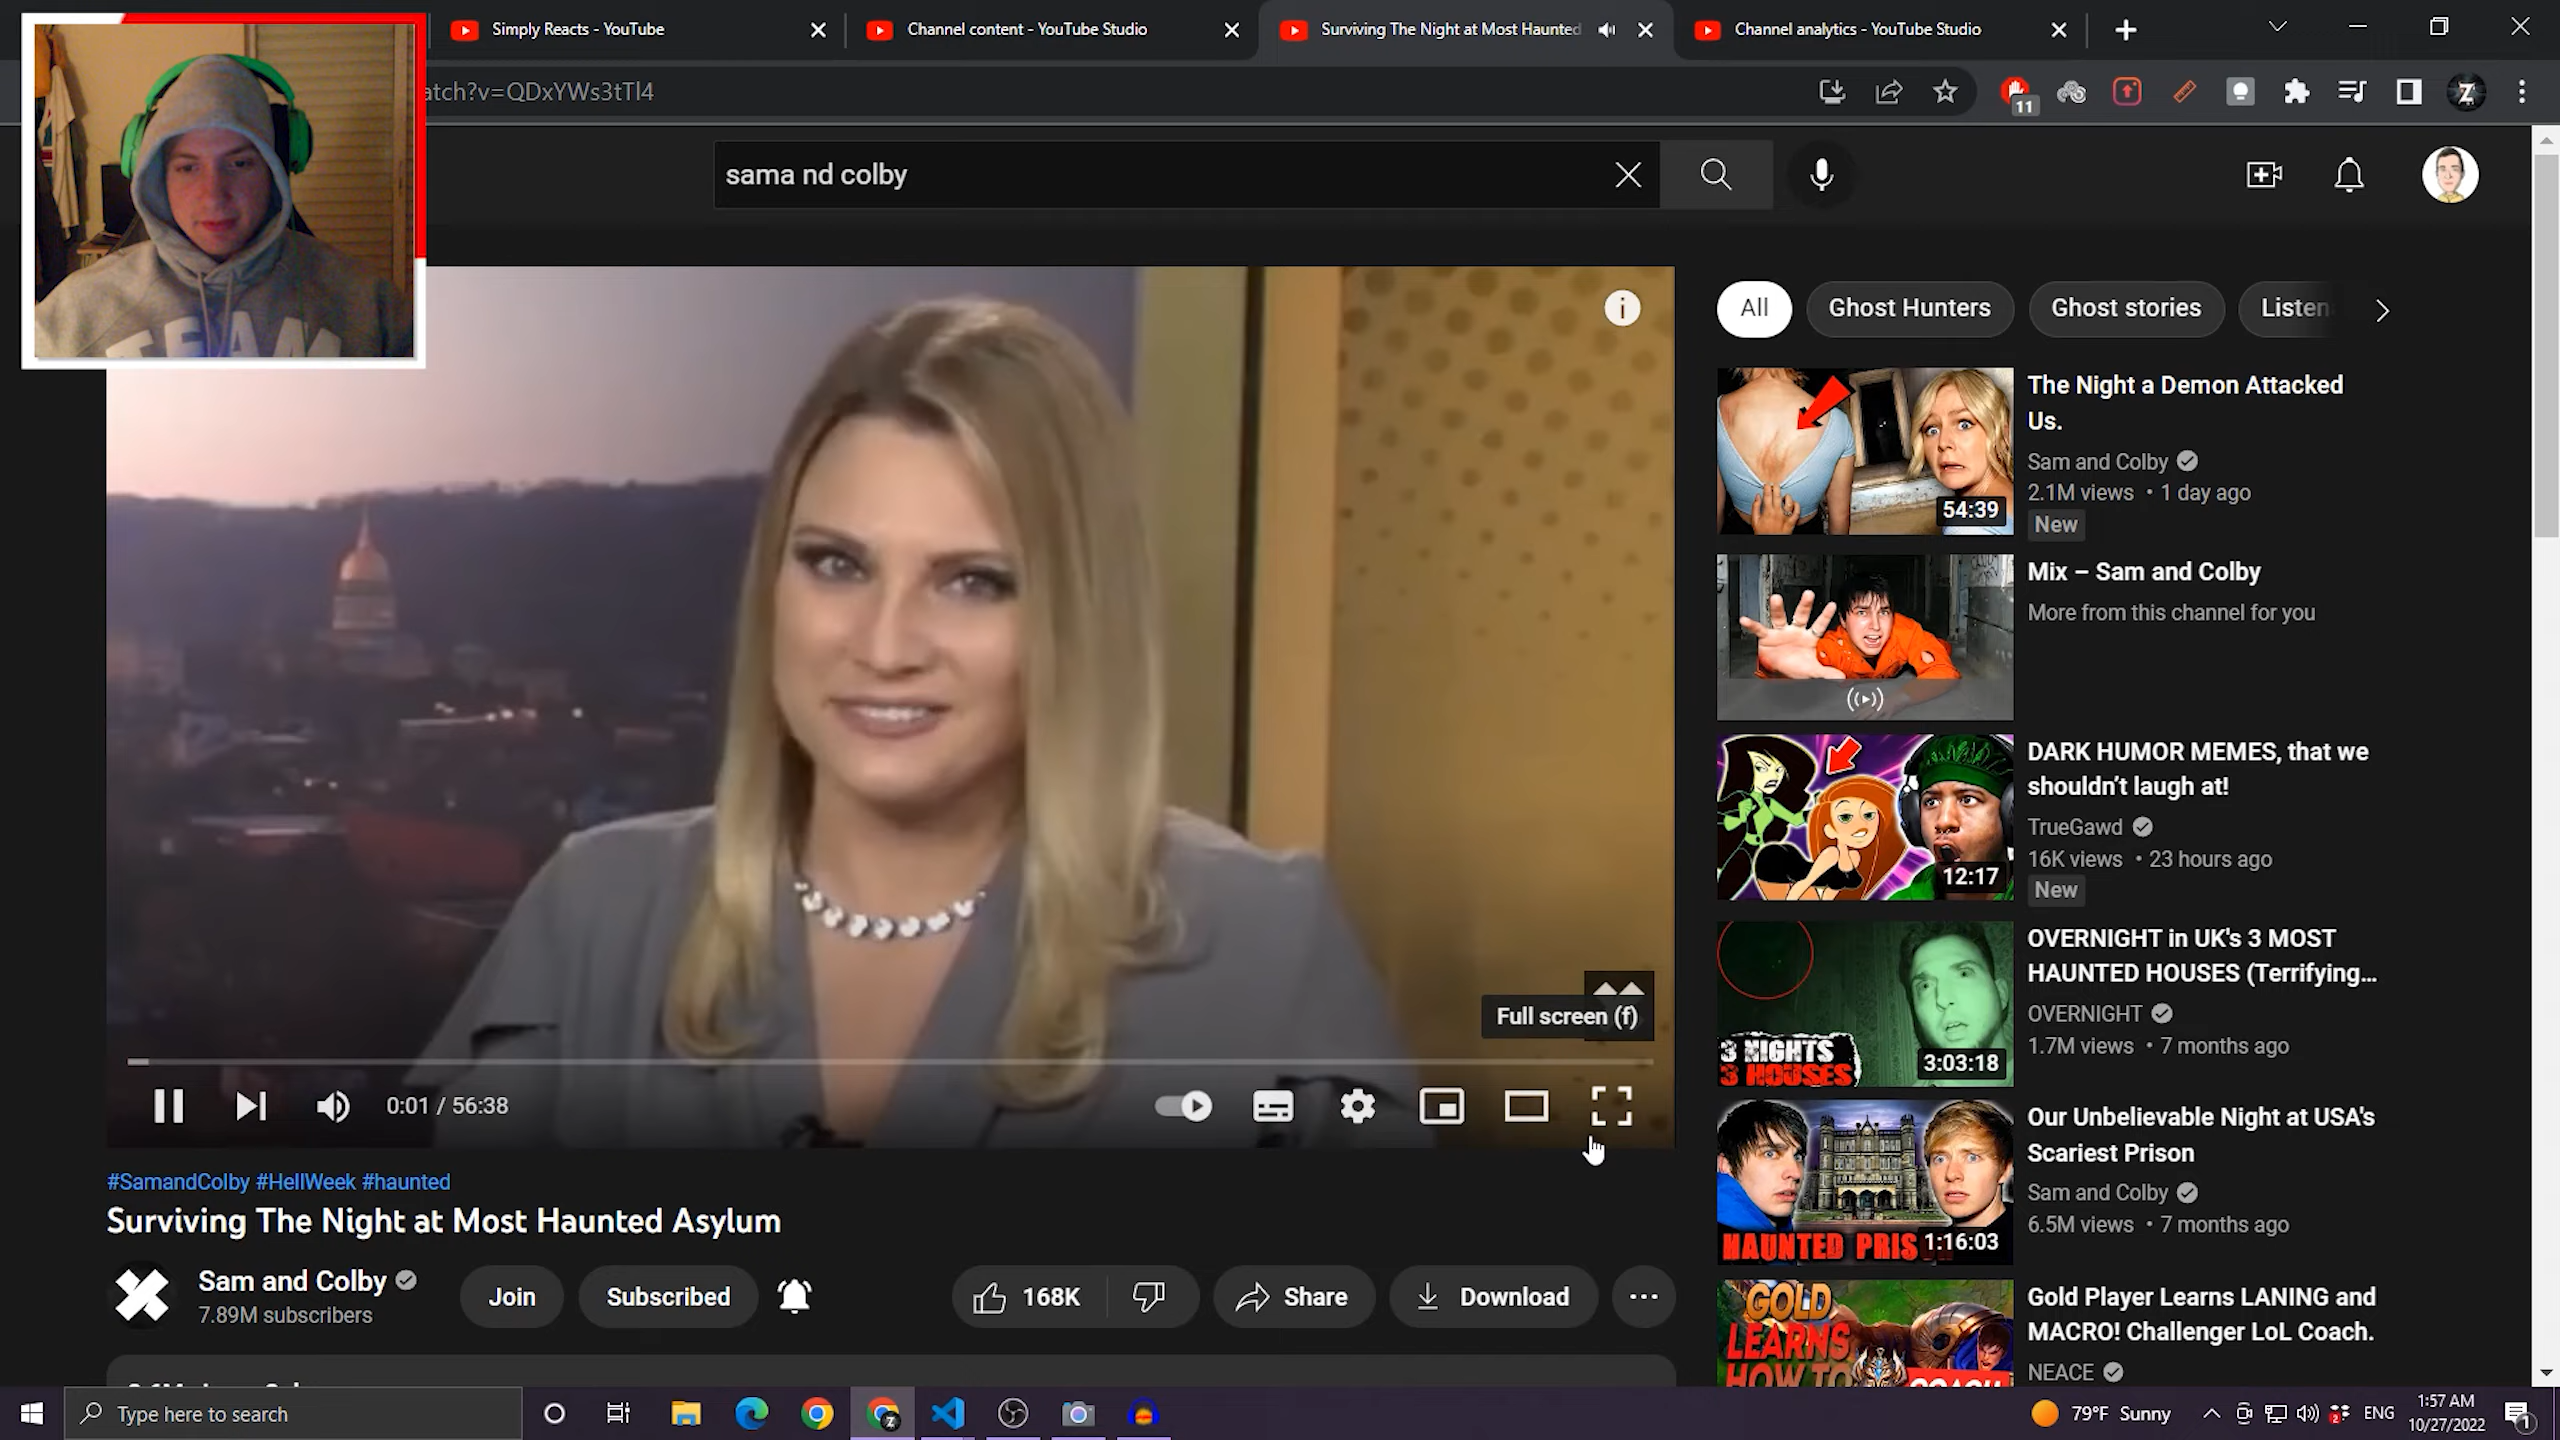 Simply Reacts - YouTube
Channel content - YouTube Studio
Surviving The Night at Most Haunted
Channel analytics - YouTube Studio
atch?v=QDxYWs3tTl4
11
Z
sama nd colby
TEAM
All
Ghost Hunters
Ghost stories
Listen
The Night a Demon Attacked
Us.
Sam and Colby
2.1M views • 1 day ago
New
54:39
Mix – Sam and Colby
More from this channel for you
DARK HUMOR MEMES, that we
shouldn't laugh at!
TrueGawd
16K views • 23 hours ago
New
12:17
OVERNIGHT in UK's 3 MOST
HAUNTED HOUSES (Terrifying...
OVERNIGHT
1.7M views • 7 months ago
3 NIGHTS
3 HOUSES
3:03:18
Our Unbelievable Night at USA's
Scariest Prison
Sam and Colby
6.5M views • 7 months ago
HAUNTED PRIS
1:16:03
Gold Player Learns LANING and
MACRO! Challenger LoL Coach.
NEACE
GOLD
LEARNS
HOW TO
COACH
Full screen (f)
0:01 / 56:38
#SamandColby #HellWeek #haunted
Surviving The Night at Most Haunted Asylum
Sam and Colby
7.89M subscribers
Join
Subscribed
168K
Share
Download
Type here to search
Z
79°F Sunny
2
ENG
1:57 AM
10/27/2022
1